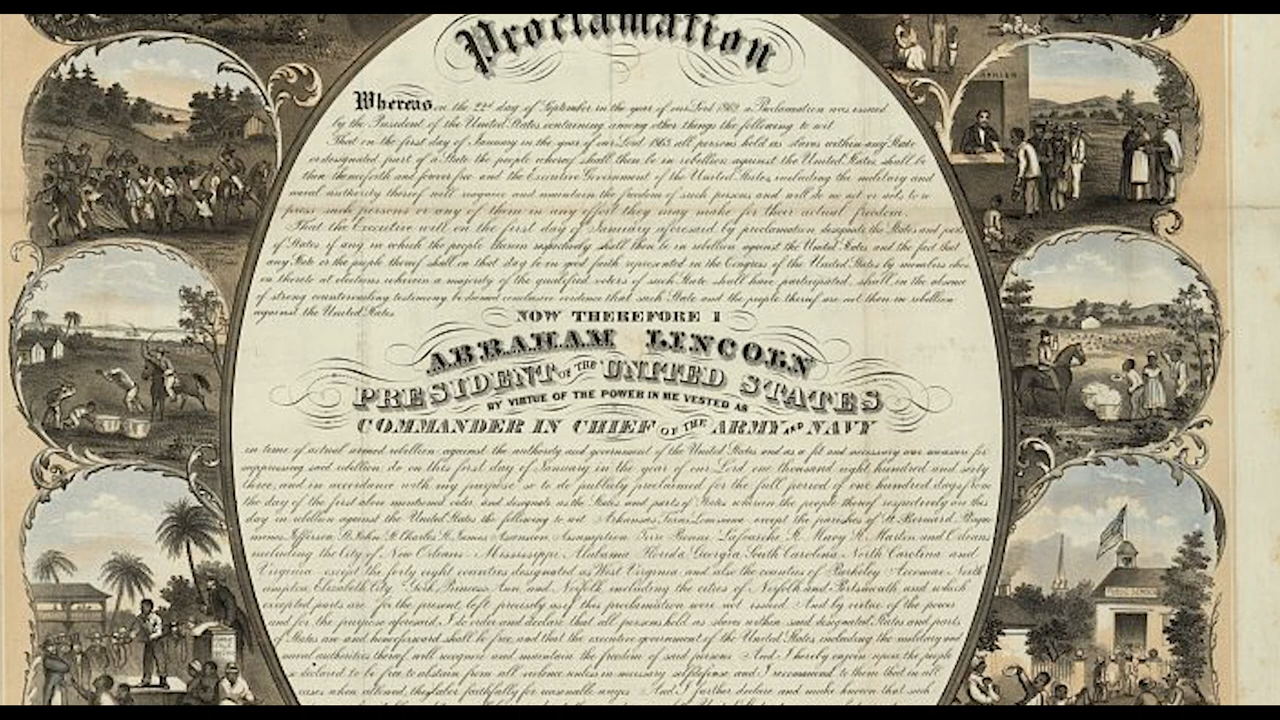 Proclamation
Whereas on the 22nd day of September in the year of our Lord 1862 a Proclamation was issued
by the President of the United States, containing among other things the following to wit
That on the first day of January in the year of our Lord 1863 all persons held as slaves within any State
or designated part of a State the people whereof shall then be in rebellion against the United States, shall be
then thenceforth and forever free and the Executive Government of the United States, including the military and
naval authority thereof will recognize and maintain the freedom of such persons and will do no act or acts, to re
press such persons or any of them in any effort they may make for their actual freedom.
That the Executive will on the first day of January aforesaid by proclamation designate the States and parts
of States if any in which the people therein respectively shall then be in rebellion against the United States and the fact that
any State or the people thereof shall on that day be in good faith represented in the Congress of the United States by members chos
en thereto at elections wherein a majority of the qualified voters of such State shall have participated, shall in the absence
of strong countervailing testimony be deemed conclusive evidence that such State and the people thereof are not then in rebellion
against the United States.
NOW THEREFORE I
ABRAHAM LINCOLN
PRESIDENT OF THE UNITED STATES
BY VIRTUE OF THE POWER IN ME VESTED AS
COMMANDER IN CHIEF OF THE ARMY AND NAVY
in time of actual armed rebellion against the authority and government of the United States and as a fit and necessary war measure for
suppressing said rebellion do on this first day of January in the year of our Lord one thousand eight hundred and sixty
three, and in accordance with my purpose so to do publicly proclaimed for the full period of one hundred days from
the day of the first above mentioned order and designate as the States and parts of States wherein the people thereof respectively are this
day in rebellion against the United States the following to wit Arkansas, Texas, Louisiana except the parishes of St. Bernard Plaque
mines Jefferson St. John St. Charles St. James Ascension Assumption Terre Bonne Lafourche St. Mary St. Martin and Orleans
including the City of New Orleans Mississippi Alabama Florida Georgia South Carolina North Carolina and
Virginia except the forty eight counties designated as West Virginia and also the counties of Berkeley Accomac North
ampton Elizabeth City York Princess Ann and Norfolk including the cities of Norfolk and Portsmouth and which
excepted parts are for the present left precisely as if this proclamation were not issued And by virtue of the power
and for the purpose aforesaid I do order and declare that all persons held as slaves within said designated States and parts
of States are and henceforward shall be free, and that the executive government of the United States including the military and
naval authorities thereof will recognize and maintain the freedom of said persons And I hereby enjoin upon the people
so declared to be free to abstain from all violence unless in necessary selfdefence and I recommend to them that in all
cases when allowed they labor faithfully for reasonable wages And I further declare and make known that such